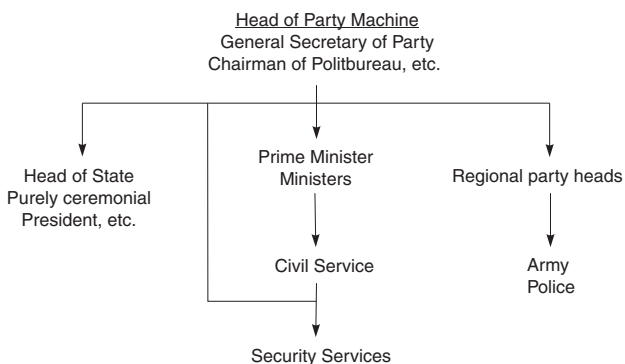 Head of Party Machine
General Secretary of Party
Chairman of Politbureau, etc.
Head of State
Purely ceremonial
President, etc.
Prime Minister
Ministers
Regional party heads
Civil Service
Army
Police
Security Services